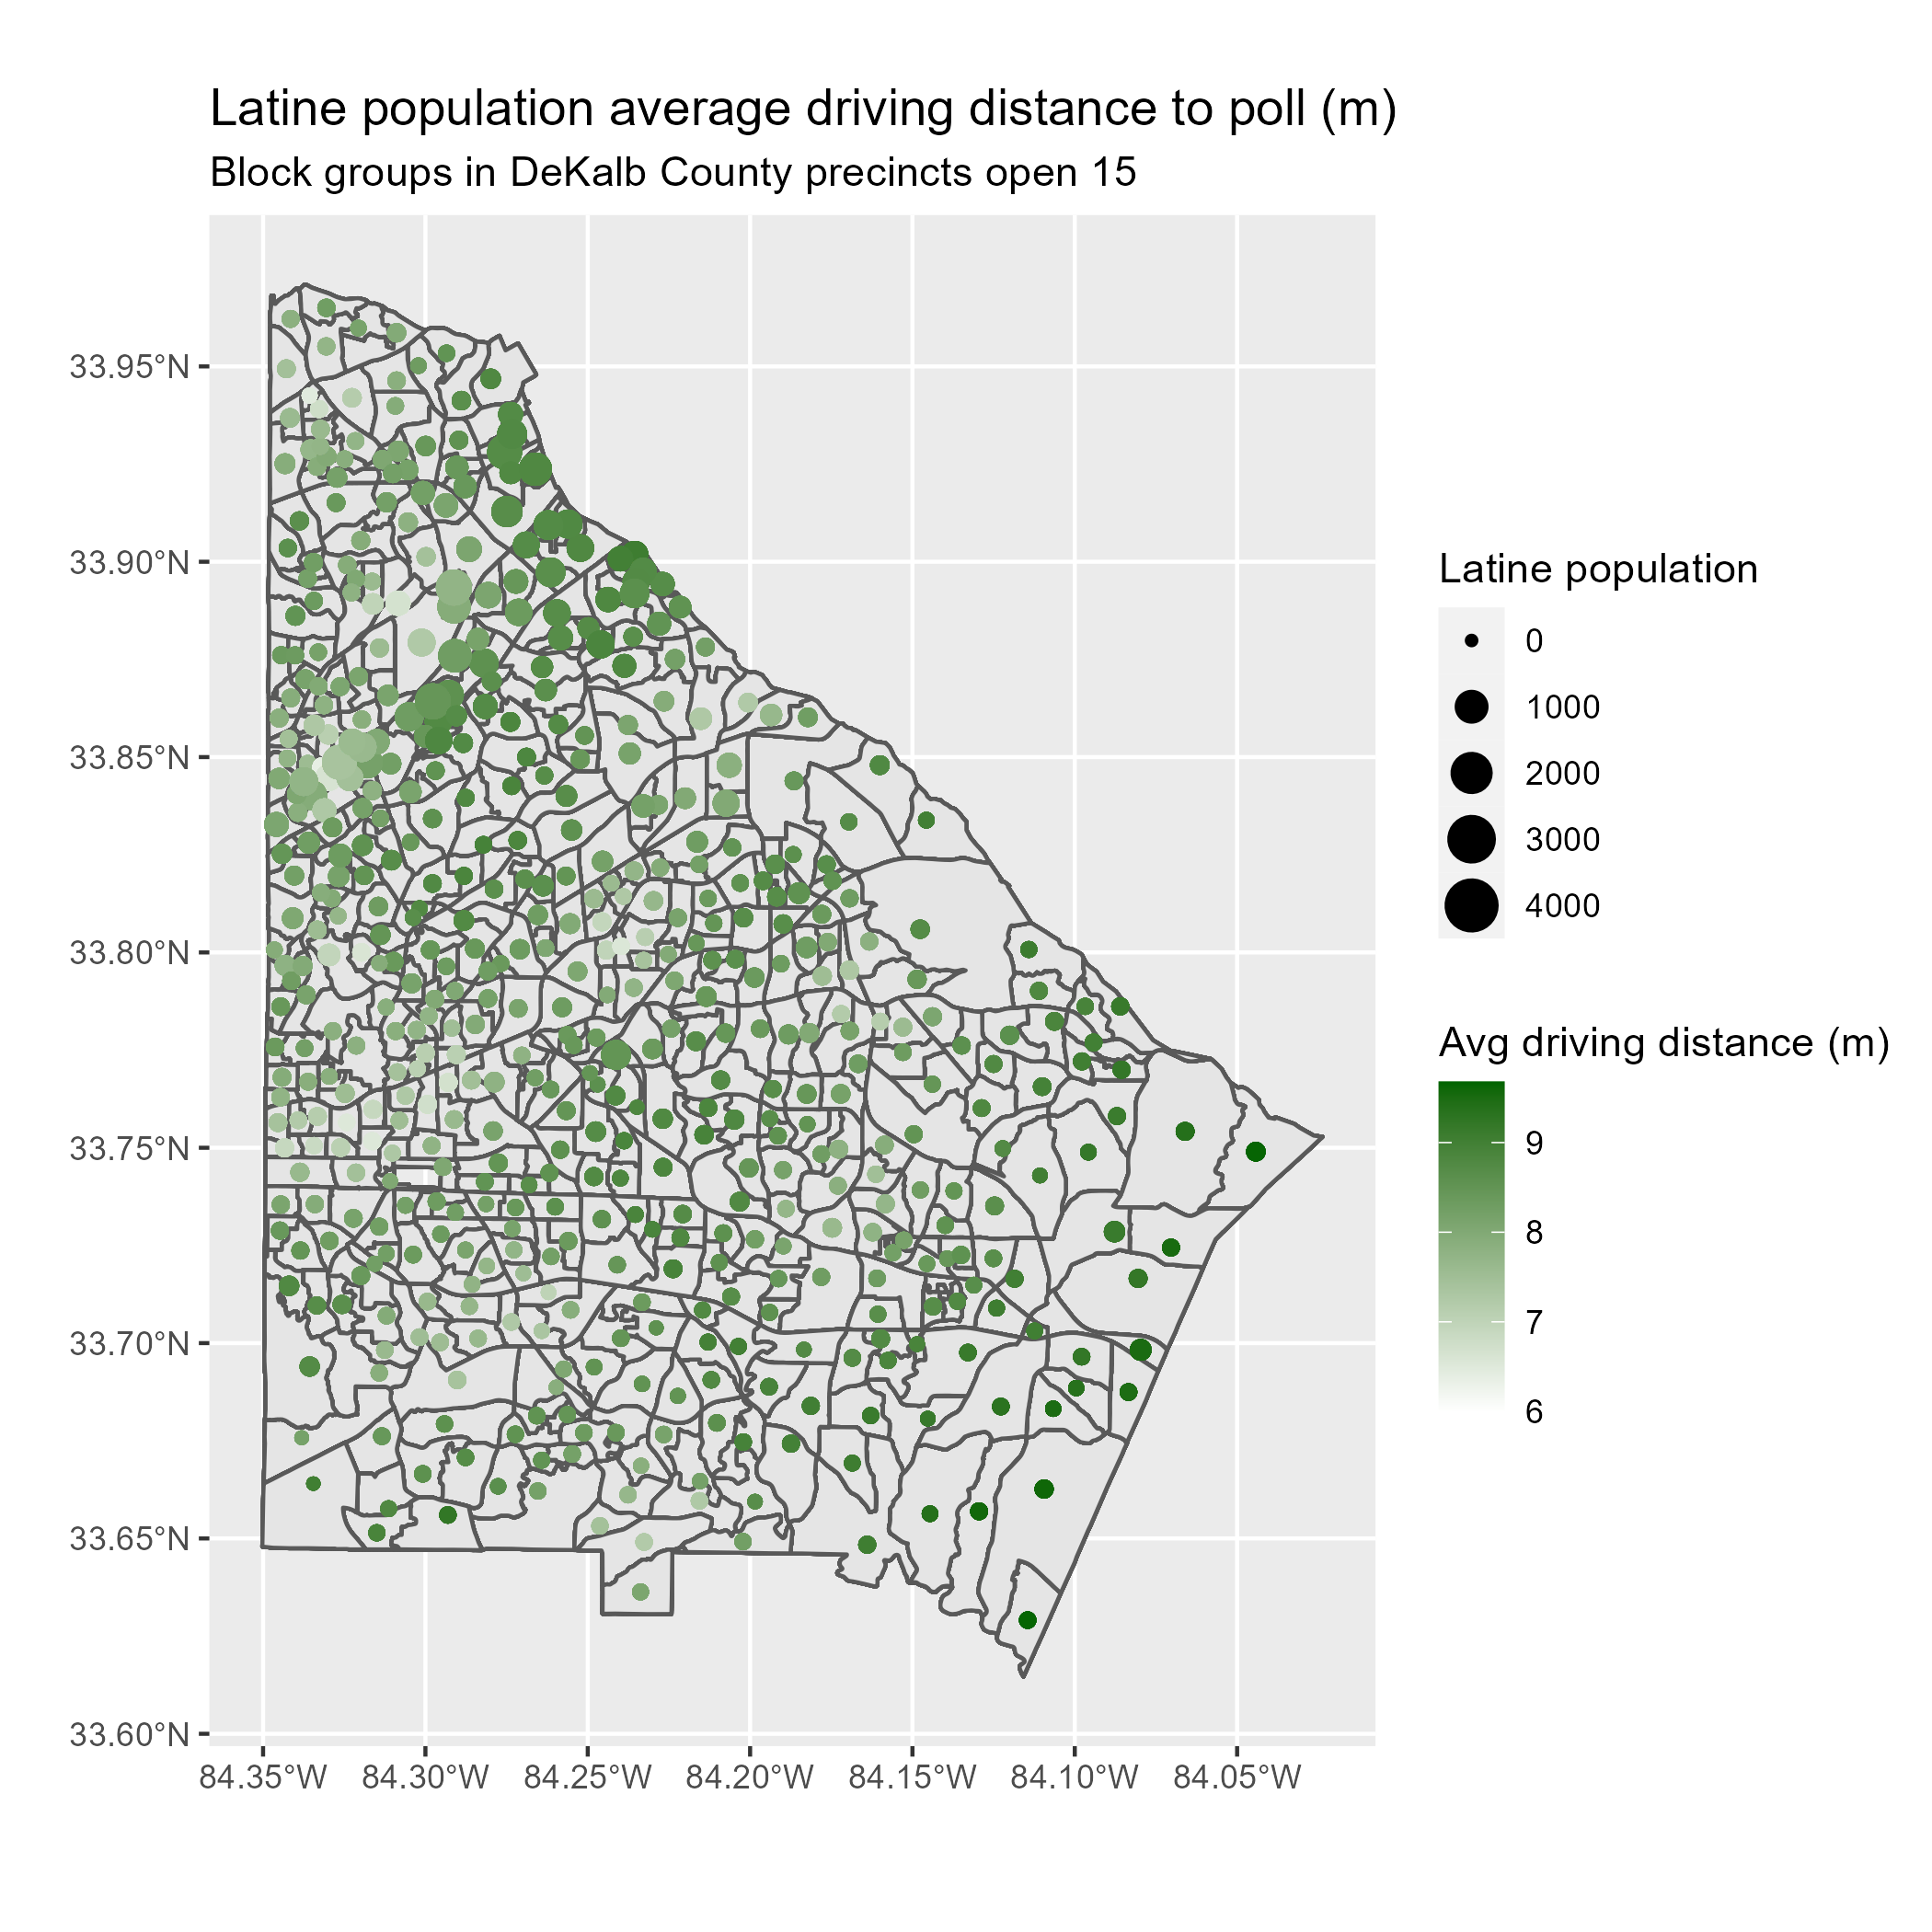 Latine population average driving distance to poll (m)
Block groups in DeKalb County precincts open 15
33.95°N
33.90°N
33.85°N
33.80°N
33.75°N
33.70°N
33.65°N
33.60°N
84.35°W
84.30°W
84.25°W
84.20°W
84.15°W
84.10°W
84.05°W
Latine population
0
1000
2000
3000
4000
Avg driving distance (m)
9
8
7
6